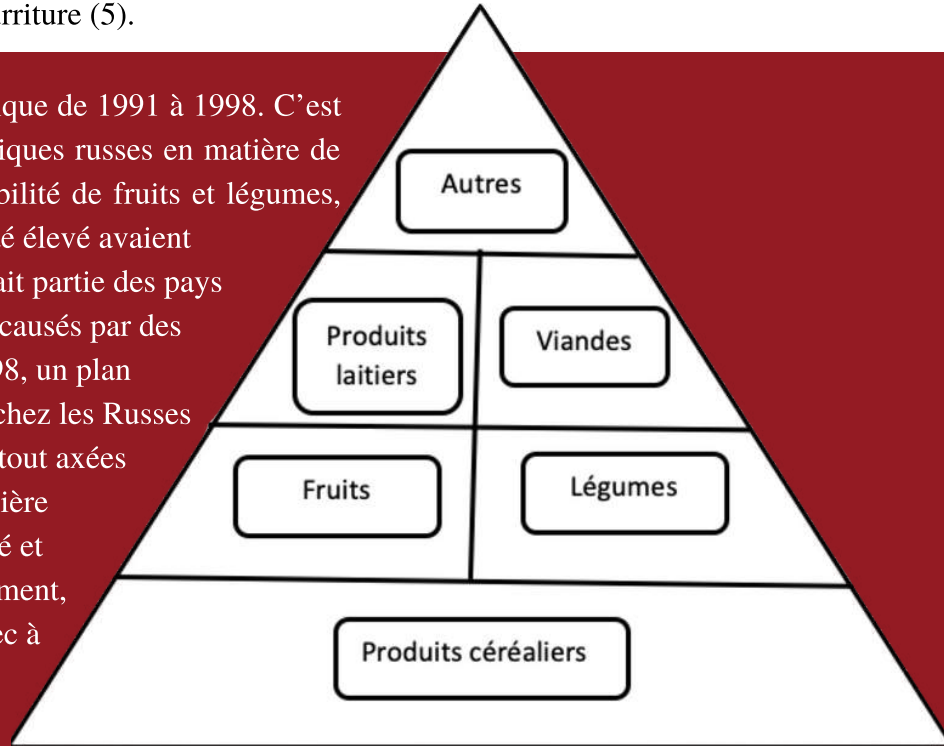 rriture (5).
que de 1991 à 1998. C’est
iques russes en matière de
bilité de fruits et légumes,
té élevé avaient
ait partie des pays
causés par des
98, un plan
chez les Russes
tout axées
ière
é et
ment,
ec à
Autres
Produits
laitiers
Viandes
Fruits
Légumes
Produits céréaliers